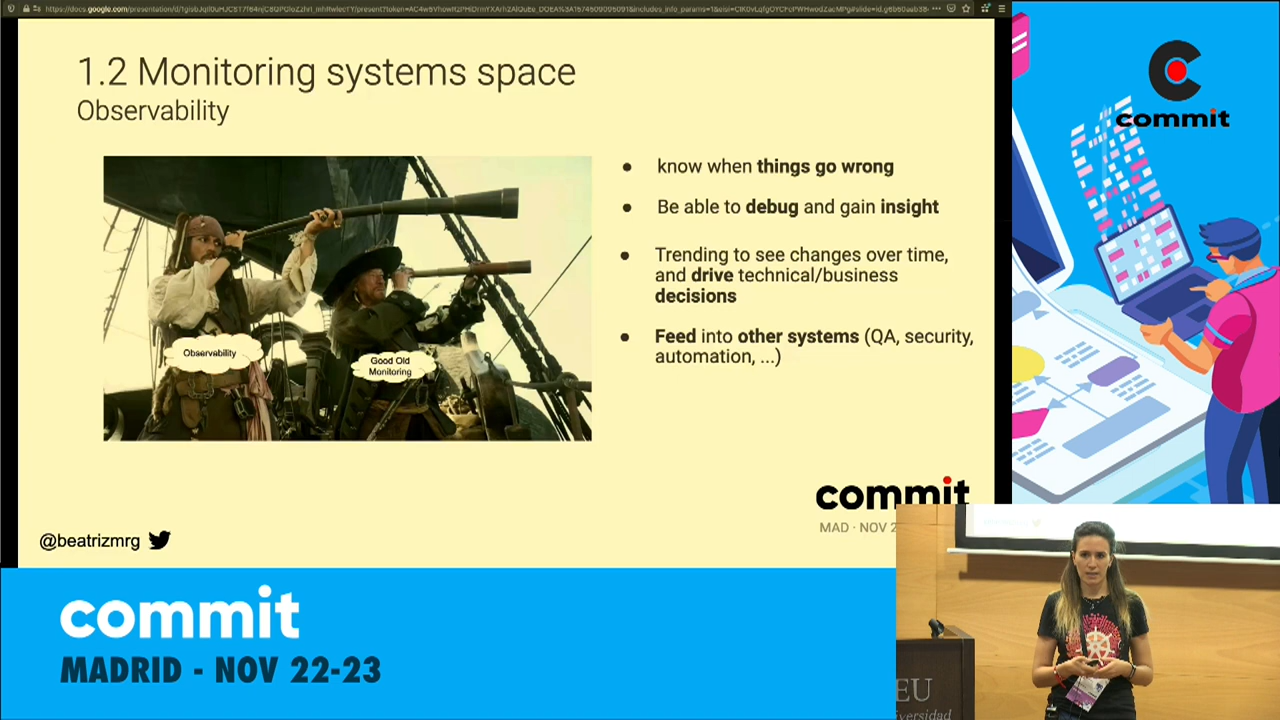 1.2 Monitoring systems space
Observability
Observability
Good Old
Monitoring
● know when things go wrong
● Be able to debug and gain insight
● Trending to see changes over time,
and drive technical/business
decisions
● Feed into other systems (QA, security,
automation, ...)
commit
MAD · NOV 2
@beatrizmrg
commit
commit
MADRID - NOV 22-23
EU